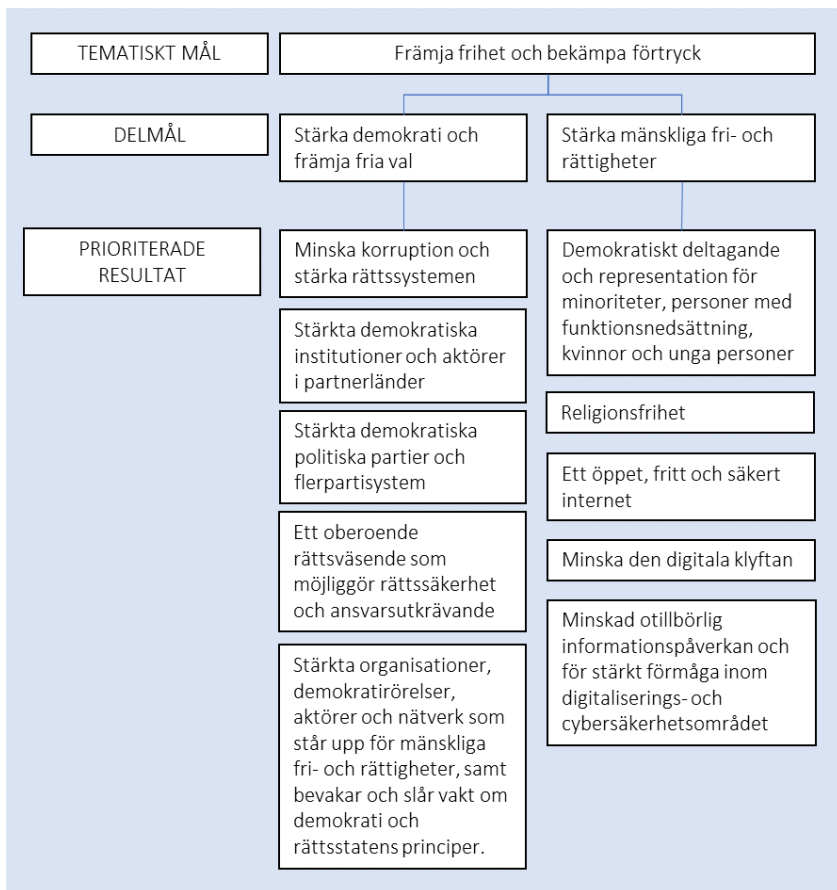 TEMATISKT MÅL
Främja frihet och bekämpa förtryck
DELMÅL
Stärka demokrati och
främja fria val
Stärka mänskliga fri- och
rättigheter
PRIORITERADE
RESULTAT
Minska korruption och
stärka rättssystemen
Stärkta demokratiska
institutioner och aktörer
i partnerländer
Stärkta demokratiska
politiska partier och
flerpartisystem
Ett oberoende
rättsväsende som
möjliggör rättssäkerhet
och ansvarsutkrävande
Stärkta organisationer,
demokratirörelser,
aktörer och nätverk som
står upp för mänskliga
fri- och rättigheter, samt
bevakar och slår vakt om
demokrati och
rättsstatens principer.
Demokratiskt deltagande
och representation för
minoriteter, personer med
funktionsnedsättning,
kvinnor och unga personer
Religionsfrihet
Ett öppet, fritt och säkert
internet
Minska den digitala klyftan
Minskad otillbörlig
informationspåverkan och
för stärkt förmåga inom
digitaliserings- och
cybersäkerhetsområdet